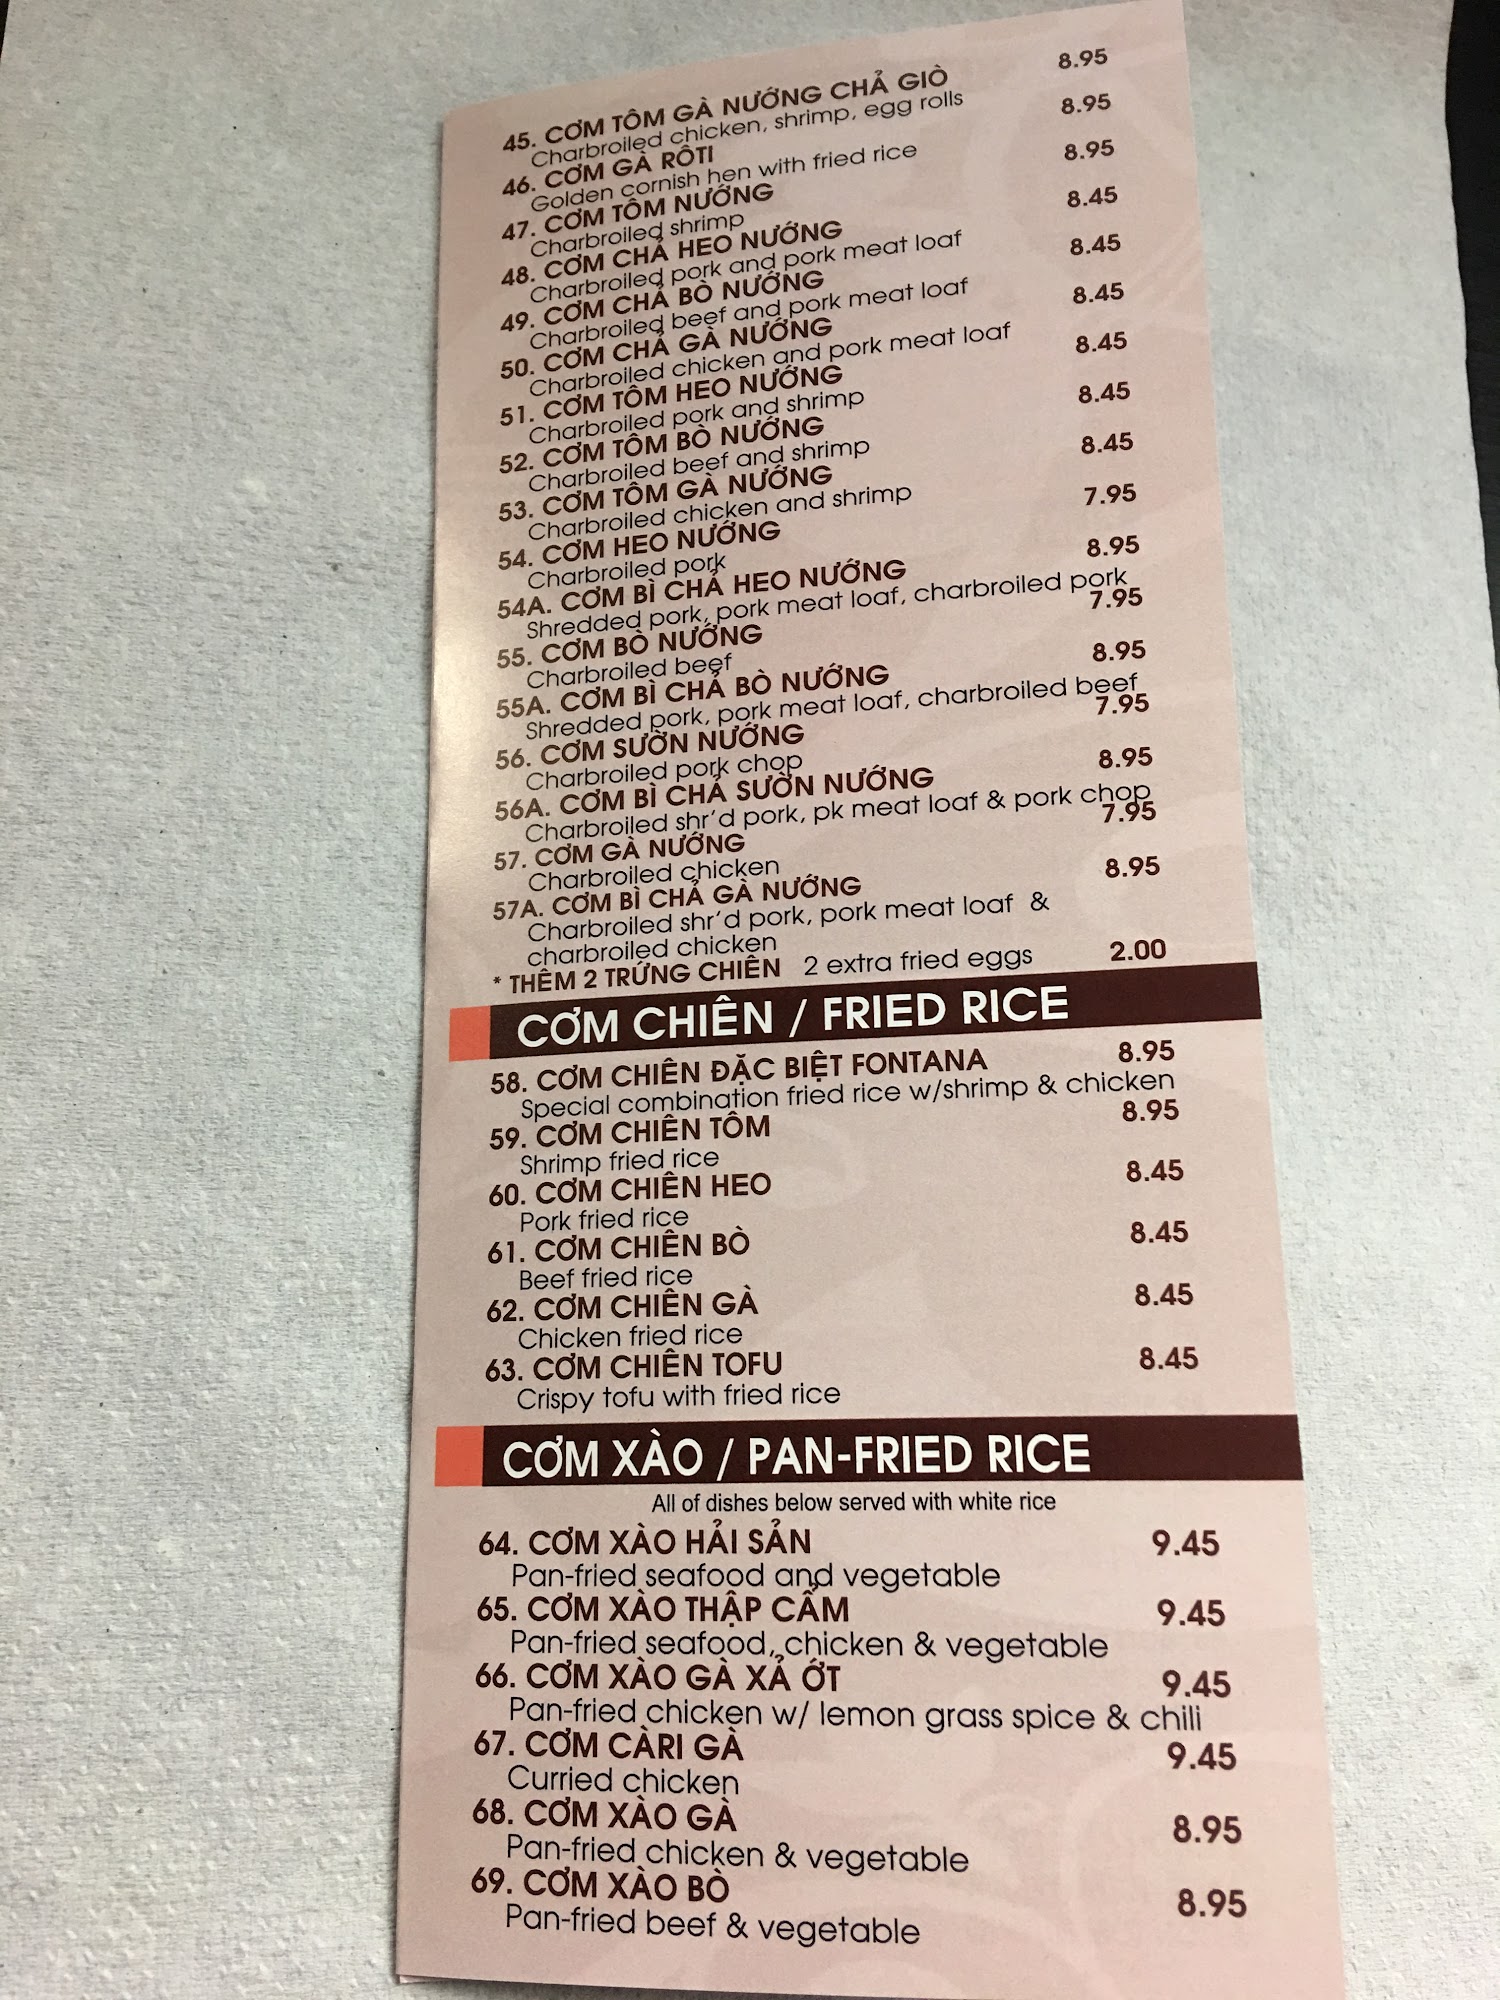 45. CƠM TÔM GÀ NƯỚNG CHẢ GIÒ 8.95
Charbroiled chicken, shrimp, egg rolls
46. CƠM GÀ RÔTI 8.95
Golden cornish hen with fried rice
47. CƠM TÔM NƯỚNG 8.95
Charbroiled shrimp
48. CƠM CHẢ HEO NƯỚNG 8.45
Charbroiled pork and pork meat loaf
49. CƠM CHẢ BÒ NƯỚNG 8.45
Charbroiled beef and pork meat loaf
50. CƠM CHẢ GÀ NƯỚNG 8.45
Charbroiled chicken and pork meat loaf
51. CƠM TÔM HEO NƯỚNG 8.45
Charbroiled pork and shrimp
52. CƠM TÔM BÒ NƯỚNG 8.45
Charbroiled beef and shrimp
53. CƠM TÔM GÀ NƯỚNG 8.45
Charbroiled chicken and shrimp
54. CƠM HEO NƯỚNG 7.95
Charbroiled pork
54A. CƠM BÌ CHẢ HEO NƯỚNG 8.95
Shredded pork, pork meat loaf, charbroiled pork
55. CƠM BÒ NƯỚNG 7.95
Charbroiled beef
55A. CƠM BÌ CHẢ BÒ NƯỚNG 8.95
Shredded pork, pork meat loaf, charbroiled beef
56. CƠM SƯỜN NƯỚNG 7.95
Charbroiled pork chop
56A. CƠM BÌ CHẢ SƯỜN NƯỚNG 8.95
Charbroiled shr'd pork, pk meat loaf & pork chop
57. CƠM GÀ NƯỚNG 7.95
Charbroiled chicken
57A. CƠM BÌ CHẢ GÀ NƯỚNG 8.95
Charbroiled shr'd pork, pork meat loaf &
charbroiled chicken
* THÊM 2 TRỨNG CHIÊN 2 extra fried eggs 2.00
CƠM CHIÊN / FRIED RICE
58. CƠM CHIÊN ĐẶC BIỆT FONTANA 8.95
Special combination fried rice w/shrimp & chicken
59. CƠM CHIÊN TÔM 8.95
Shrimp fried rice
60. CƠM CHIÊN HEO 8.45
Pork fried rice
61. CƠM CHIÊN BÒ 8.45
Beef fried rice
62. CƠM CHIÊN GÀ 8.45
Chicken fried rice
63. CƠM CHIÊN TOFU 8.45
Crispy tofu with fried rice
CƠM XÀO / PAN-FRIED RICE
All of dishes below served with white rice
64. CƠM XÀO HẢI SẢN 9.45
Pan-fried seafood and vegetable
65. CƠM XÀO THẬP CẨM 9.45
Pan-fried seafood, chicken & vegetable
66. CƠM XÀO GÀ XẢ ỚT 9.45
Pan-fried chicken w/ lemon grass spice & chili
67. CƠM CÀRI GÀ 9.45
Curried chicken
68. CƠM XÀO GÀ 8.95
Pan-fried chicken & vegetable
69. CƠM XÀO BÒ 8.95
Pan-fried beef & vegetable